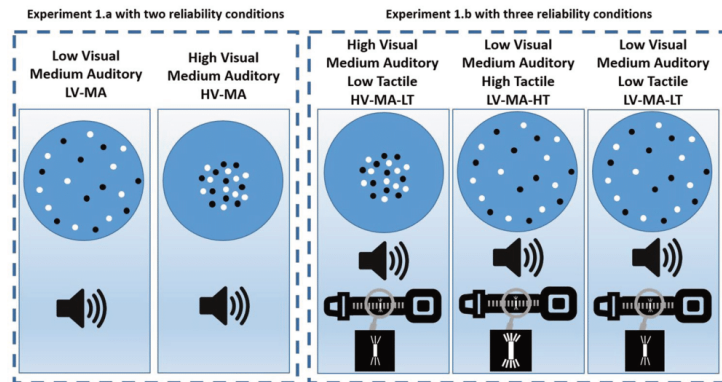 Experiment 1.a with two reliability conditions
Low Visual
Medium Auditory
LV-MA
High Visual
Medium Auditory
HV-MA
Experiment 1.b with three reliability conditions
High Visual
Medium Auditory
Low Tactile
HV-MA-LT
Low Visual
Medium Auditory
High Tactile
LV-MA-HT
Low Visual
Medium Auditory
Low Tactile
LV-MA-LT